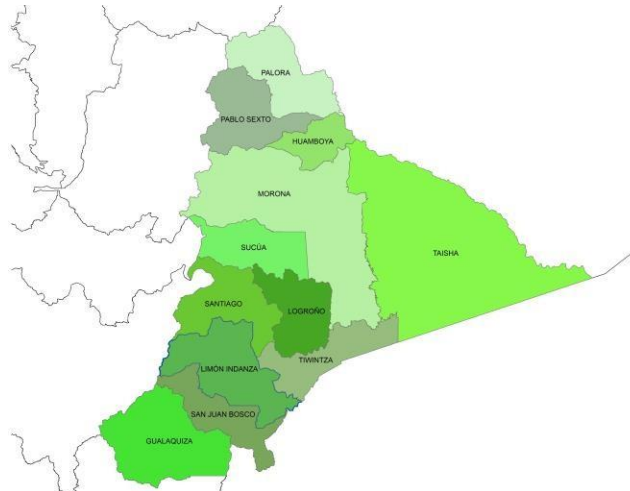 PALORA
PABLO SEXTO
HUAMBOYA
MORONA
TAISHA
SUCÚA
SANTIAGO
LOGROÑO
TIWINTZA
LIMÓN INDANZA
SAN JUAN BOSCO
GUALAQUIZA